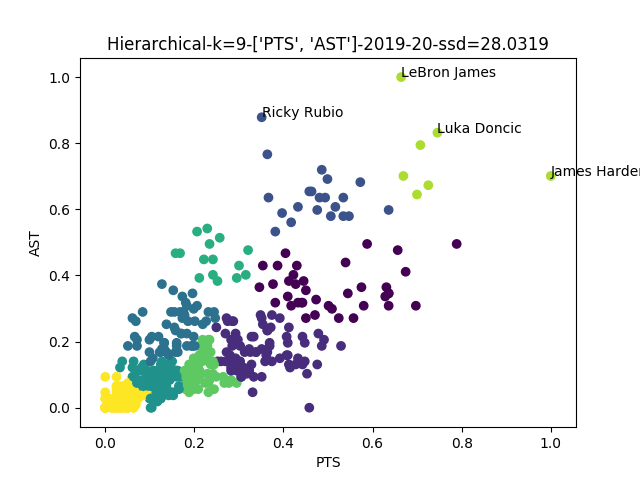 Hierarchical-k=9-['PTS', 'AST']-2019-20-ssd=28.0319
1.0
LeBron James
Ricky Rubio
0.8
Luka Doncic
James Harden
0.6
AST
0.4
0.2
0.0
0.0 0.2 0.4 0.6 0.8 1.0
PTS